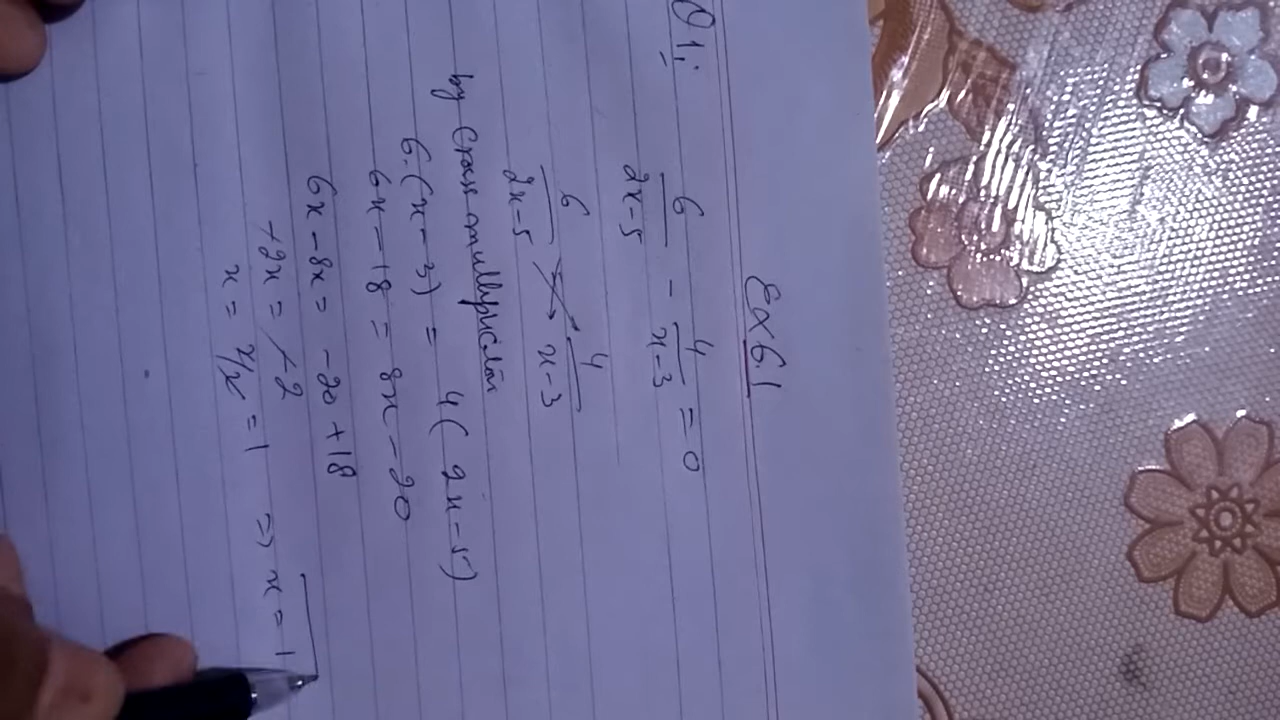 Ex 6.1
Q1: 6/2x-5 - 4/x-3 = 0
6/2x-5 4/x-3
by Cross multiplication
6.(x-3) = 4(2x-5)
6x-18 = 8x-20
6x-8x = -20+18
+2x = +2
x = 2/2 = 1 => x = 1